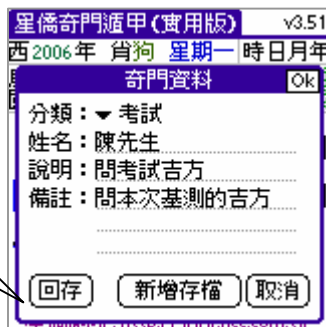 星僑奇門遁甲(實用版) v3.51
西2006年 肖狗 星期一 時日月年
奇門資料 Ok
分類：▼考試
姓名：陳先生
說明：問考試吉方
備註：問本次基測的吉方
回存 新增存檔 取消